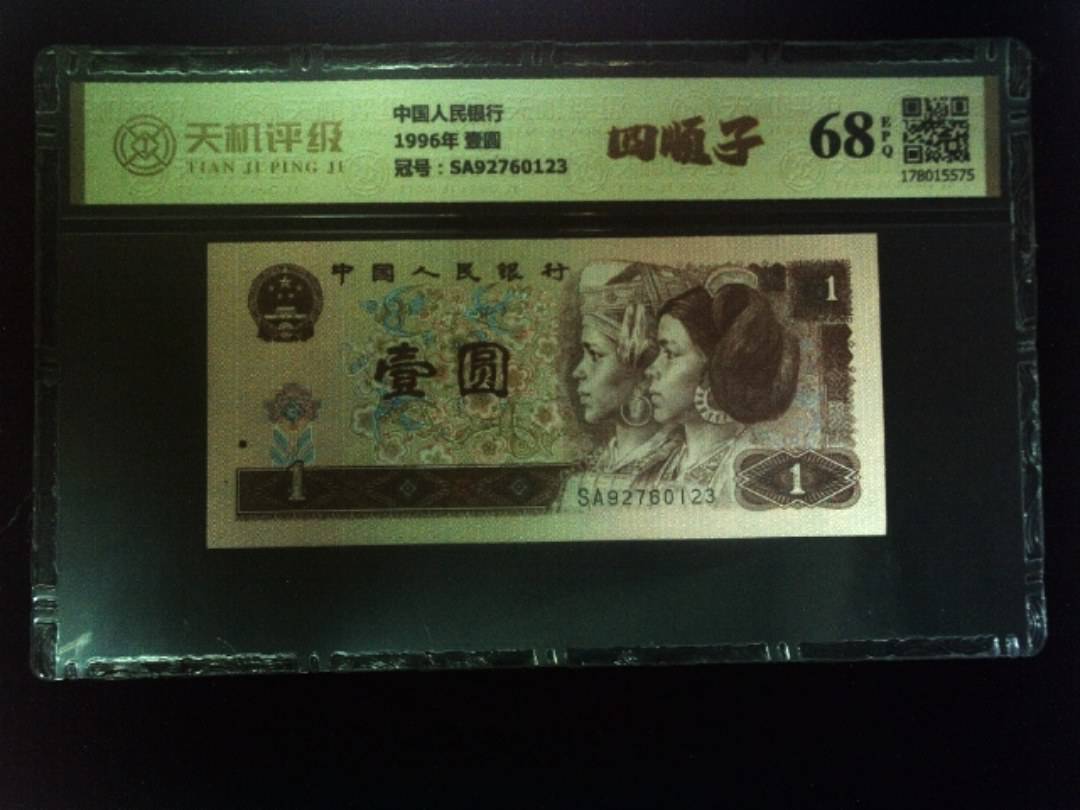 天机评级
TIAN JI PING JI
中国人民银行
1996年 壹圆
冠号：SA92760123
四顺子
68
EPQ
178015575
中国人民银行
1
壹圆
1
SA92760123
1